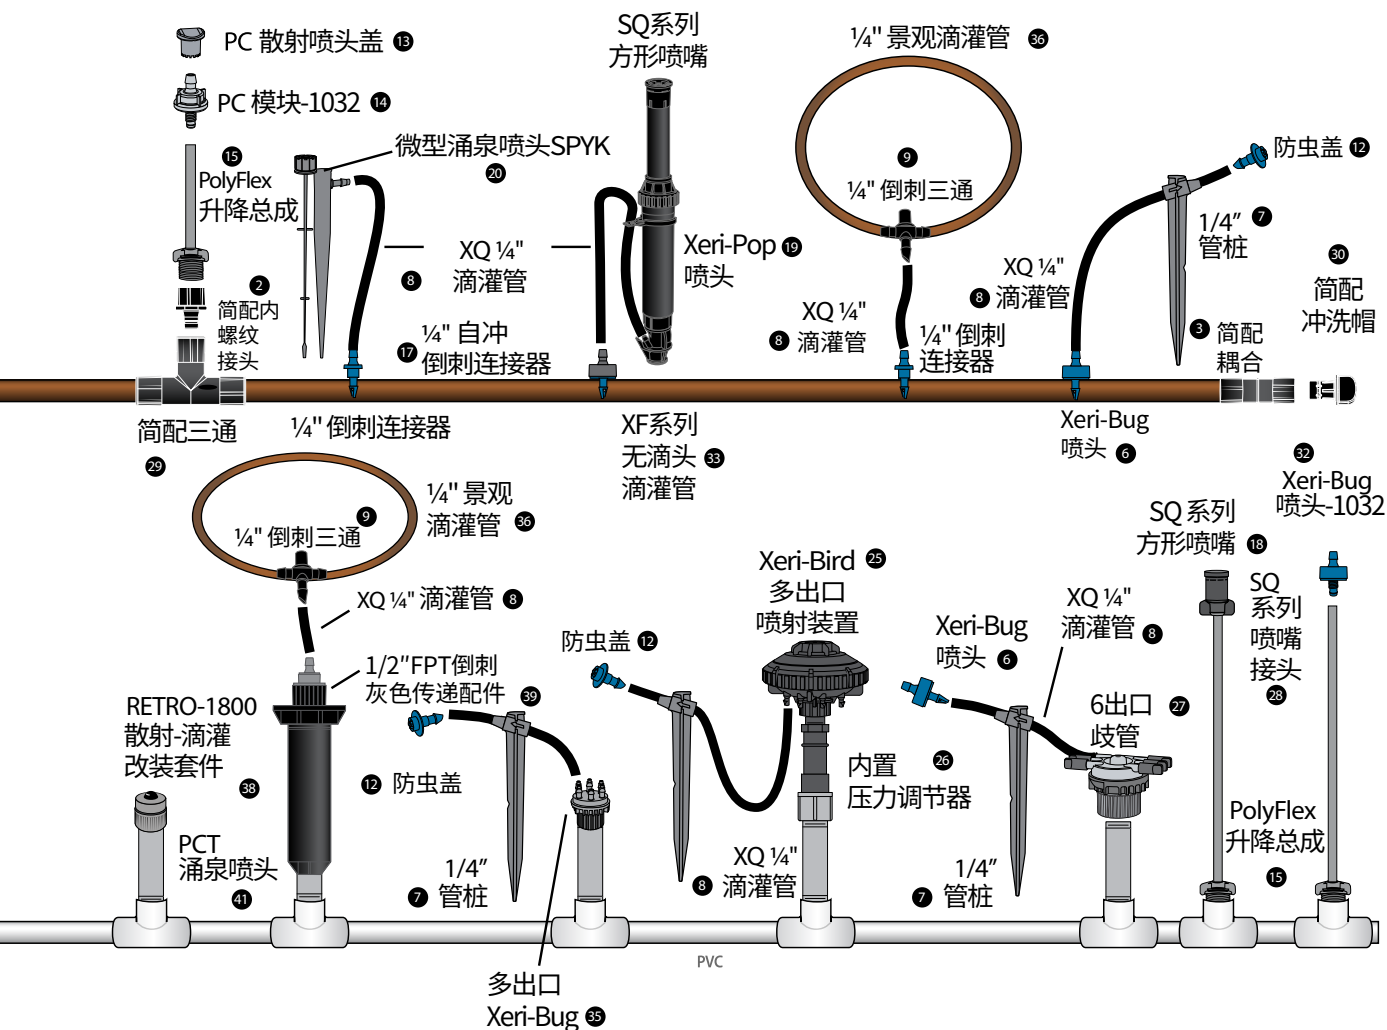 PC 散射喷头盖 13
PC 模块-1032 14
15
PolyFlex
升降总成
2
简配内
螺纹
接头
微型涌泉喷头SPYK
20
XQ ¼"
8 滴灌管
17 ¼" 自冲
倒刺连接器
SQ系列
方形喷嘴
Xeri-Pop 19
喷头
¼" 景观滴灌管 36
9
¼" 倒刺三通
XQ ¼"
8 滴灌管
¼" 倒刺
连接器
XQ ¼"
8 滴灌管
防虫盖 12
1/4” 7
管桩
30
简配
冲洗帽
3 简配
耦合
简配三通
29
¼" 倒刺连接器
XF系列
无滴头 33
滴灌管
Xeri-Bug
喷头 6
32
Xeri-Bug
喷头-1032
¼" 景观
滴灌管 36
9
¼" 倒刺三通
XQ ¼" 滴灌管 8
1/2”FPT倒刺
灰色传递配件 39
RETRO-1800
散射-滴灌
改装套件
38
12 防虫盖
PCT
涌泉喷头
41
1/4”
7 管桩
多出口
Xeri-Bug 35
防虫盖 12
Xeri-Bird 25
多出口
喷射装置
内置 26
压力调节器
XQ ¼"
8 滴灌管
Xeri-Bug
喷头 6
XQ ¼"
滴灌管 8
1/4”
7 管桩
6出口 27
歧管
SQ 系列
方形喷嘴 18
SQ
系列
喷嘴
接头
28
PolyFlex
升降总成
15
PVC